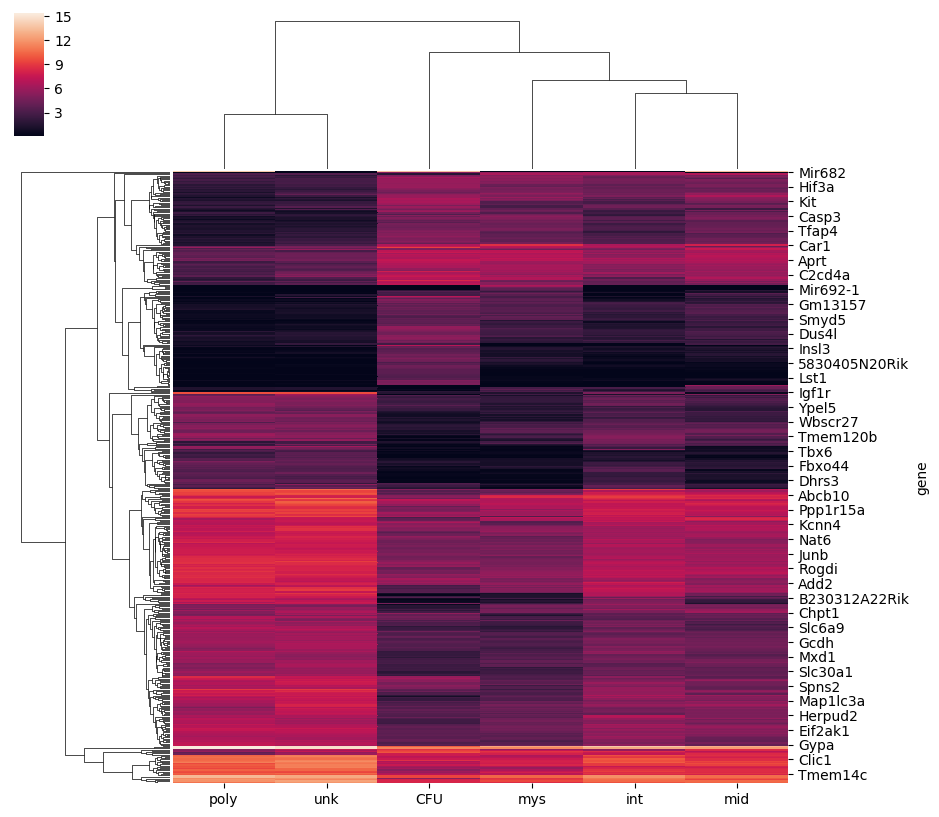 15
12
9
6
3
Mir682
Hif3a
Kit
Casp3
Tfap4
Car1
Aprt
C2cd4a
Mir692-1
Gm13157
Smyd5
Dus4l
Insl3
5830405N20Rik
Lst1
Igf1r
Ypel5
Wbscr27
Tmem120b
Tbx6
Fbxo44
Dhrs3
Abcb10
Ppp1r15a
Kcnn4
Nat6
Junb
Rogdi
Add2
B230312A22Rik
Chpt1
Slc6a9
Gcdh
Mxd1
Slc30a1
Spns2
Map1lc3a
Herpud2
Eif2ak1
Gypa
Clic1
Tmem14c
gene
poly unk CFU mys int mid